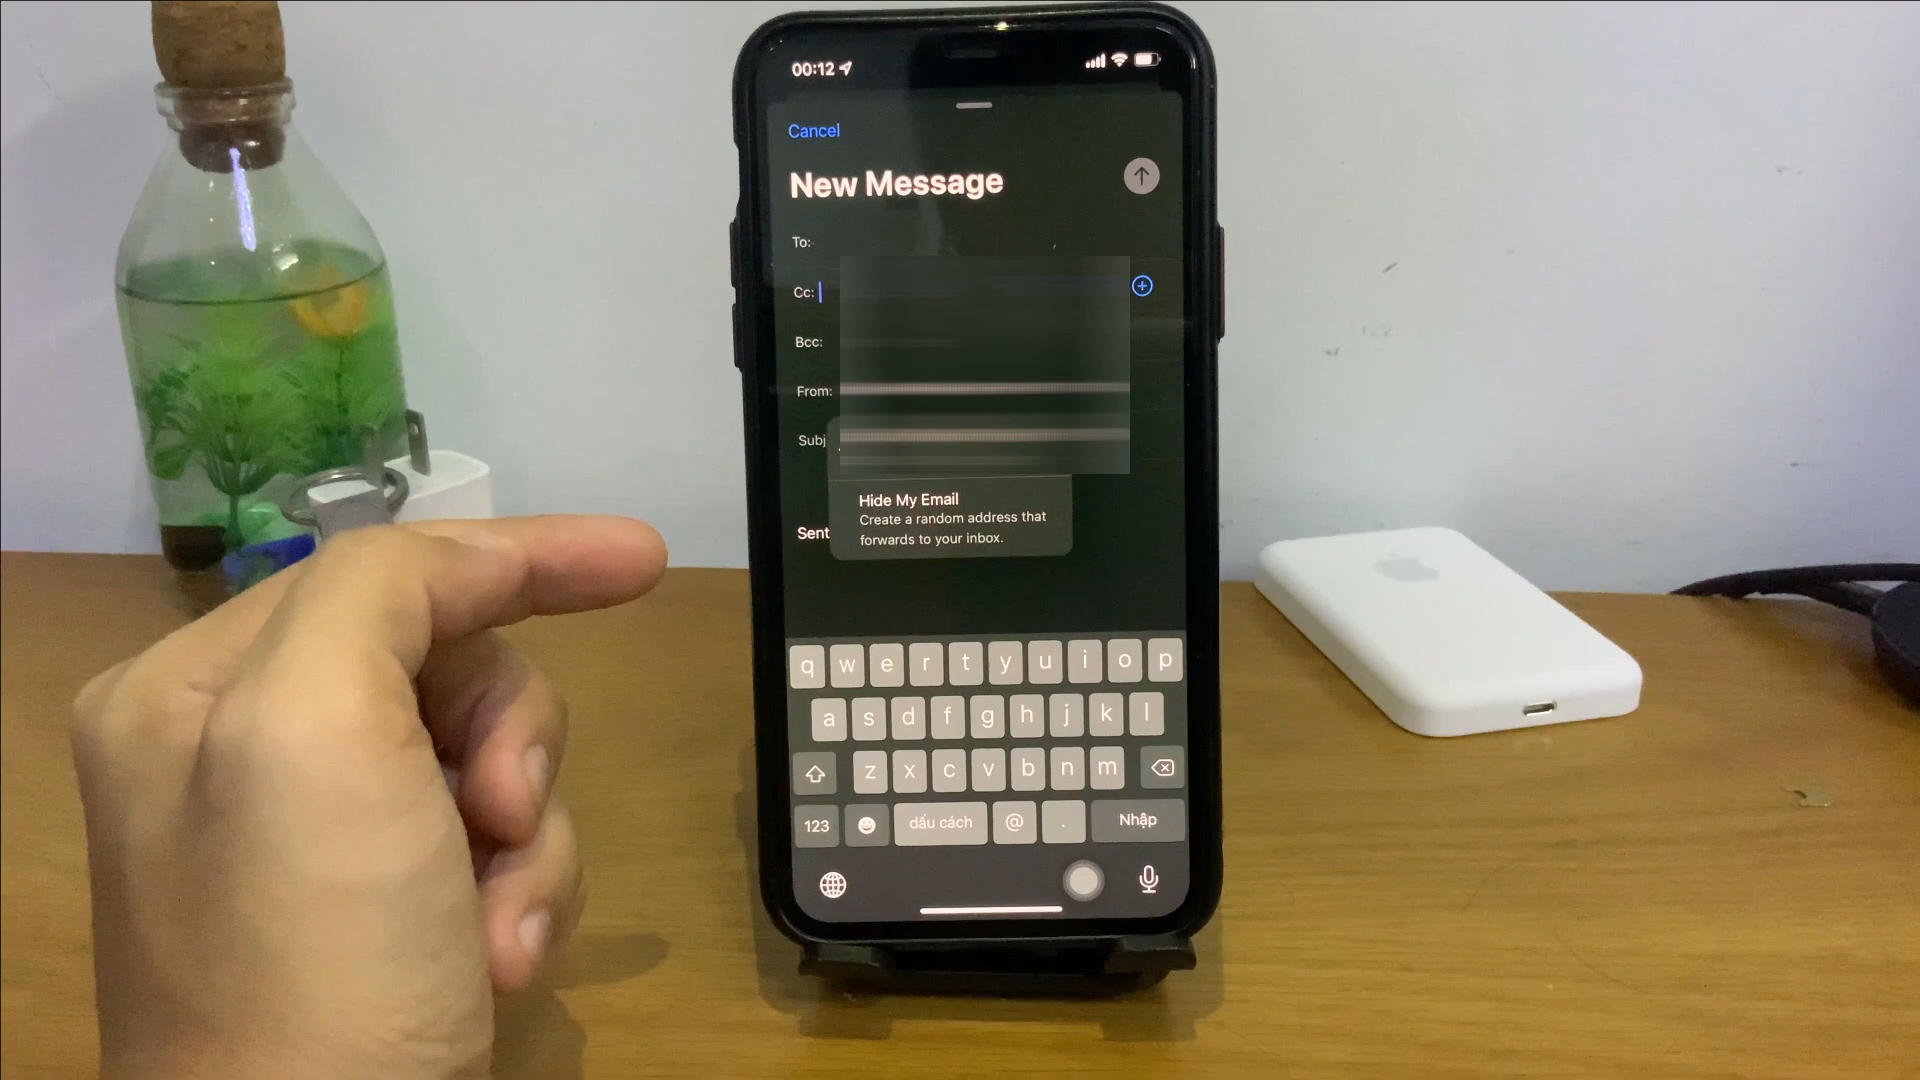 00:12
Cancel
New Message
To:
Cc:
Bcc:
From:
Subj
Hide My Email
Create a random address that
forwards to your inbox.
Sent
q w e r t y u i o p
a s d f g h j k l
z x c v b n m
123 dấu cách @ . Nhập